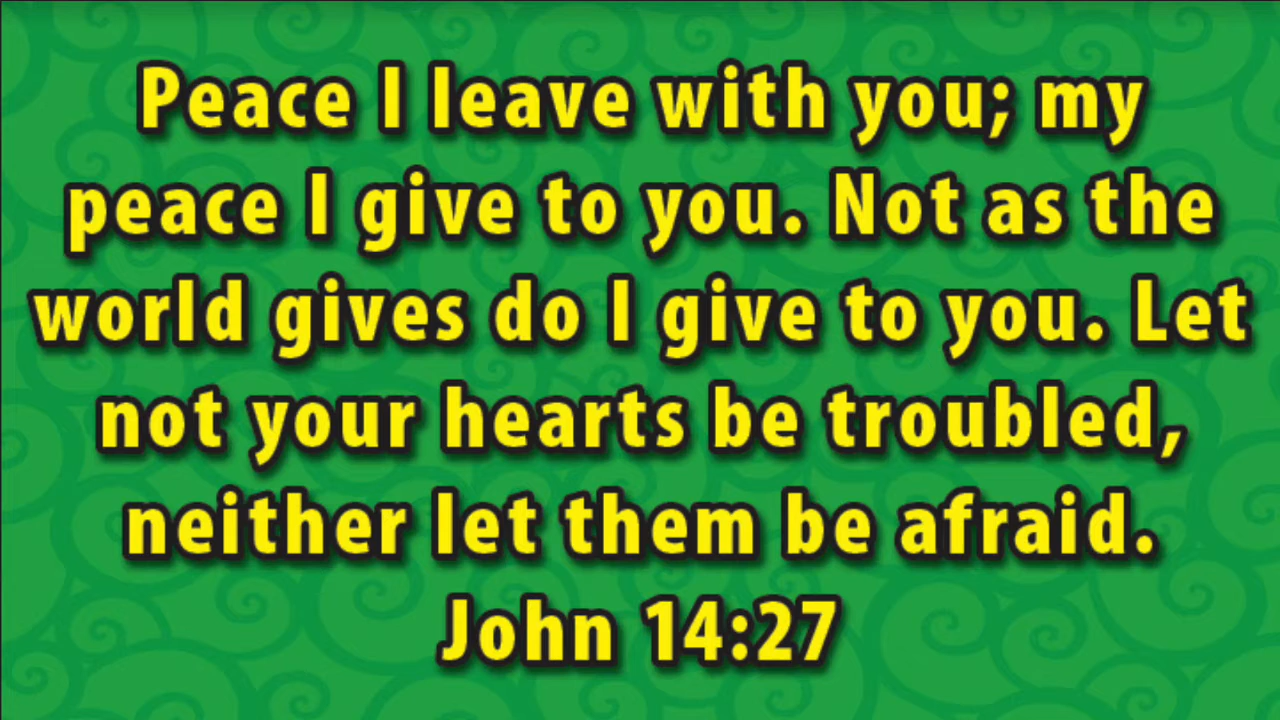 Peace I leave with you; my
peace I give to you. Not as the
world gives do I give to you. Let
not your hearts be troubled,
neither let them be afraid.
John 14:27